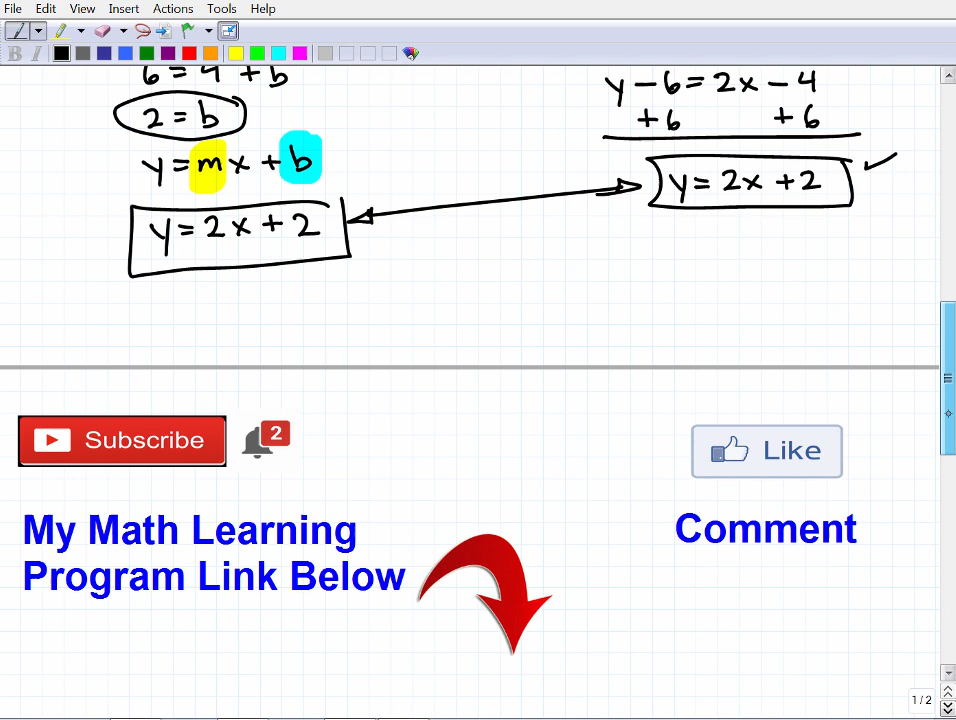 File Edit View Insert Actions Tools Help
B I
6 = 4 + b
2 = b
y = mx + b
y = 2x + 2
y - 6 = 2x - 4
+6 +6
y = 2x + 2
Subscribe 2
Like
My Math Learning
Program Link Below
Comment
1/2